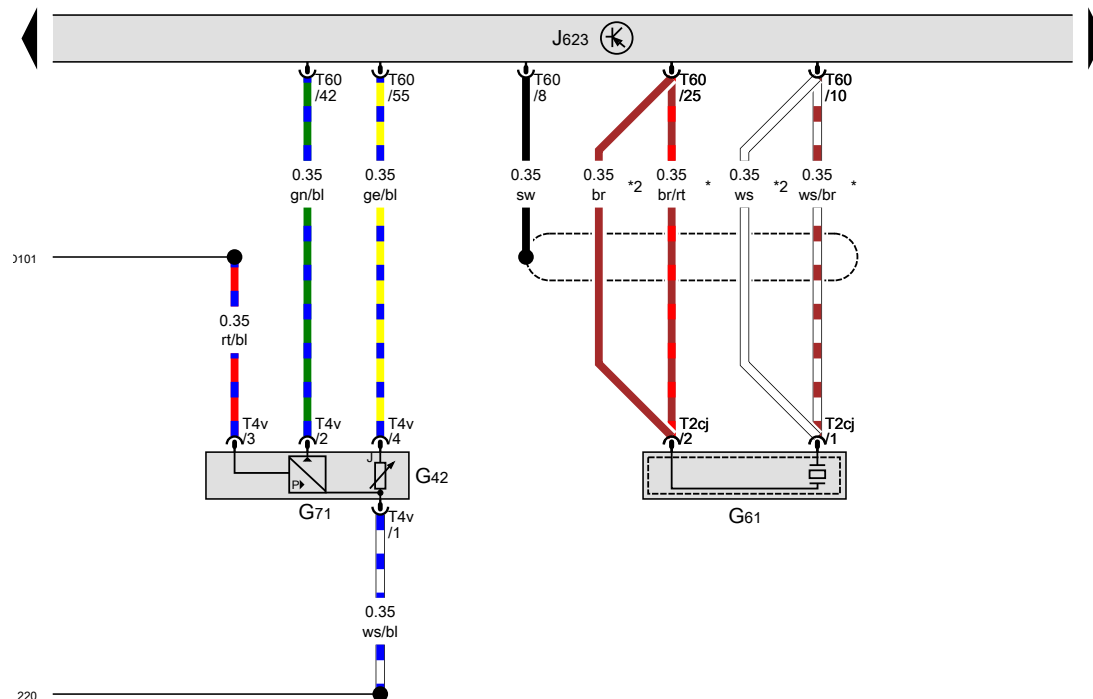 J623
T60
/42
T60
/55
T60
/8
T60
/25
T60
/10
0.35
gn/bl
0.35
ge/bl
0.35
sw
0.35
br
*2
0.35
br/rt
*
0.35
ws
*2
0.35
ws/br
*
0.35
rt/bl
T4v
/3
T4v
/2
T4v
/4
T2cj
/2
T2cj
/1
J
P
G42
G71
G61
T4v
/1
0.35
ws/bl
220